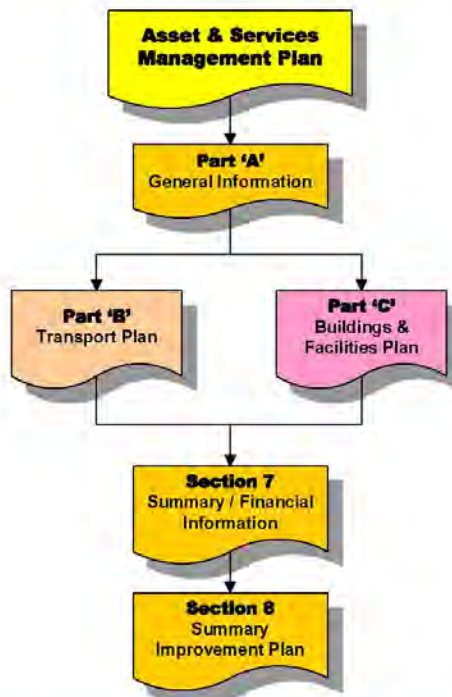 Asset & Services
Management Plan
Part ‘A’
General Information
Part ‘B’
Transport Plan
Part ‘C’
Buildings &
Facilities Plan
Section 7
Summary / Financial
Information
Section 8
Summary
Improvement Plan